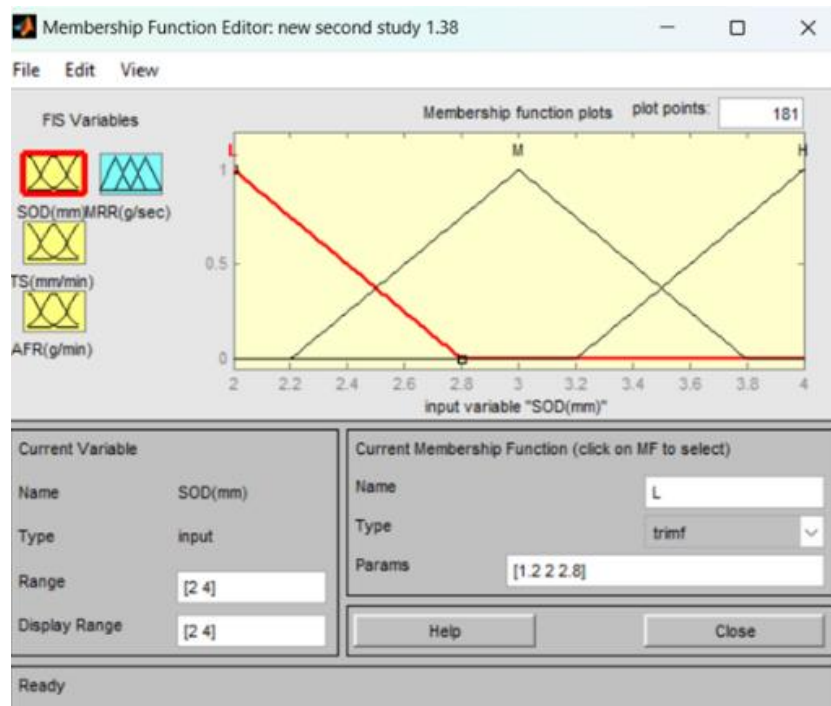 Membership Function Editor: new second study 1.38
File Edit View
FIS Variables
Membership function plots plot points: 181
SOD(mm) MRR(g/sec)
TS(mm/min)
AFR(g/min)
L M H
1
0.5
0
2 2.2 2.4 2.6 2.8 3 3.2 3.4 3.6 3.8 4
input variable "SOD(mm)"
Current Variable
Name SOD(mm)
Type input
Range [2 4]
Display Range [2 4]
Current Membership Function (click on MF to select)
Name L
Type trimf
Params [1.2 2 2.8]
Help Close
Ready